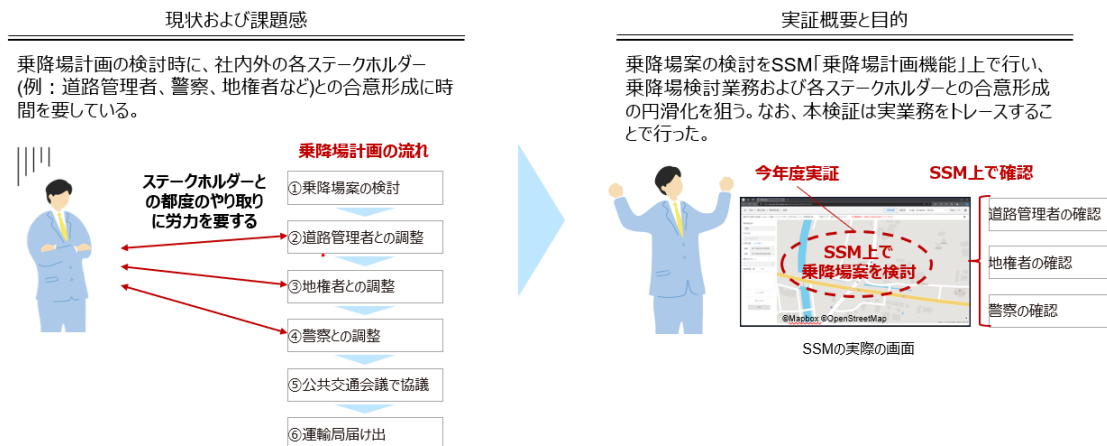 現状および課題感
乗降場計画の検討時に、社内外の各ステークホルダー
(例：道路管理者、警察、地権者など)との合意形成に時
間を要している。
乗降場計画の流れ
ステークホルダーと
の都度のやり取り
に労力を要する
①乗降場案の検討
②道路管理者との調整
③地権者との調整
④警察との調整
⑤公共交通会議で協議
⑥運輸局届け出
実証概要と目的
乗降場案の検討をSSM「乗降場計画機能」上で行い、
乗降場検討業務および各ステークホルダーとの合意形成
の円滑化を狙う。なお、本検証は実業務をトレースするこ
とで行った。
今年度実証
SSM上で確認
SSM上で
乗降場案を検討
©Mapbox ©OpenStreetMap
SSMの実際の画面
道路管理者の確認
地権者の確認
警察の確認